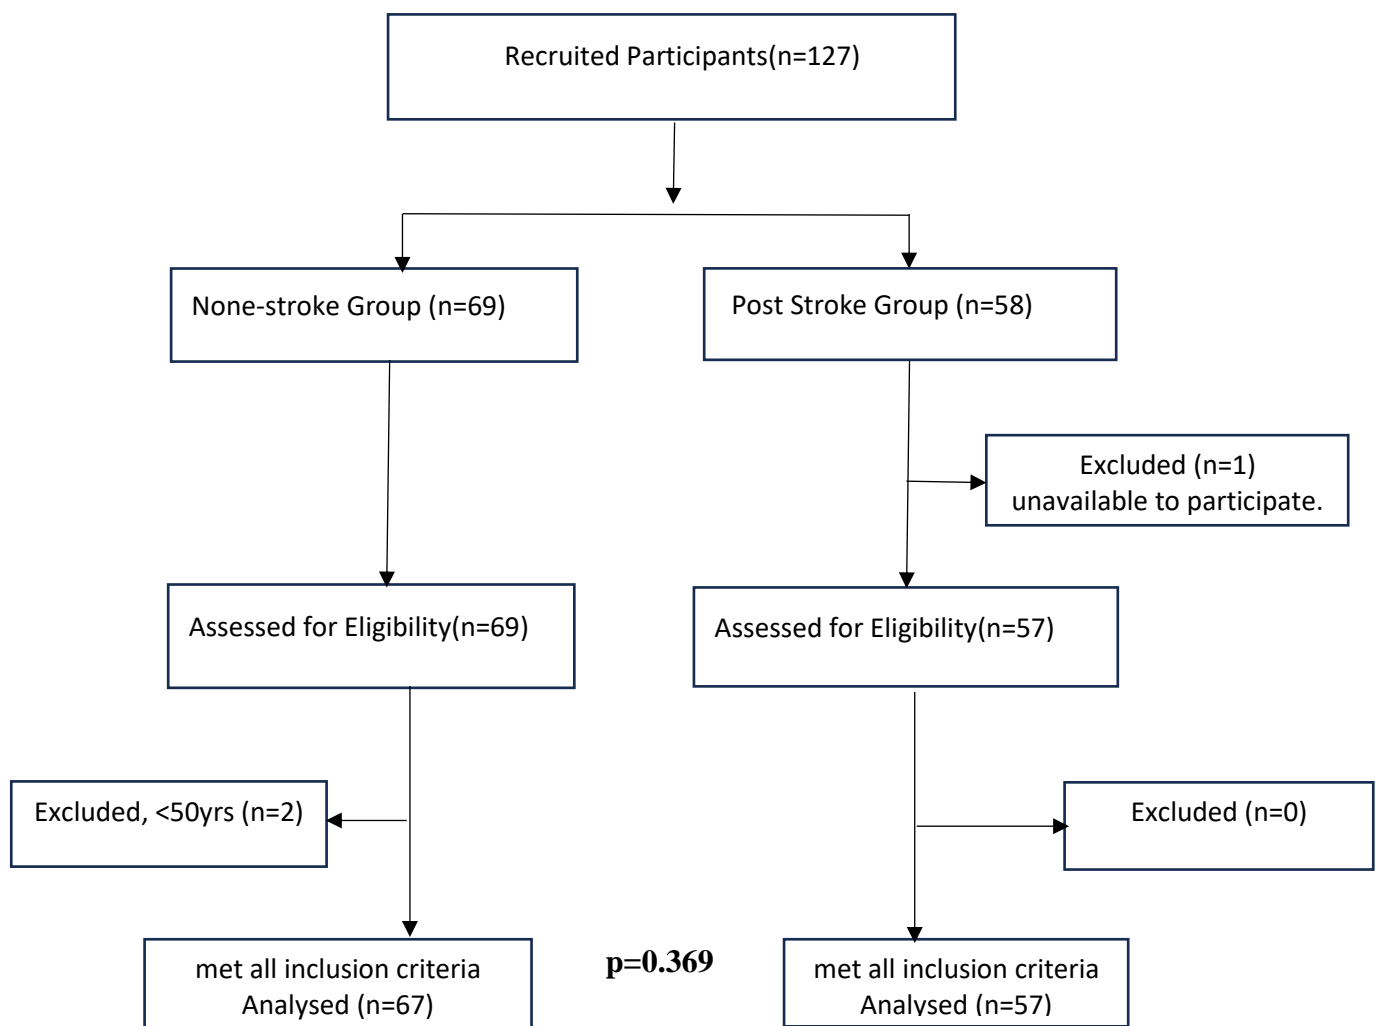 Recruited Participants(n=127)
None-stroke Group (n=69)
Post Stroke Group (n=58)
Excluded (n=1)
unavailable to participate.
Assessed for Eligibility(n=69)
Assessed for Eligibility(n=57)
Excluded, <50yrs (n=2)
Excluded (n=0)
met all inclusion criteria
Analysed (n=67)
p=0.369
met all inclusion criteria
Analysed (n=57)